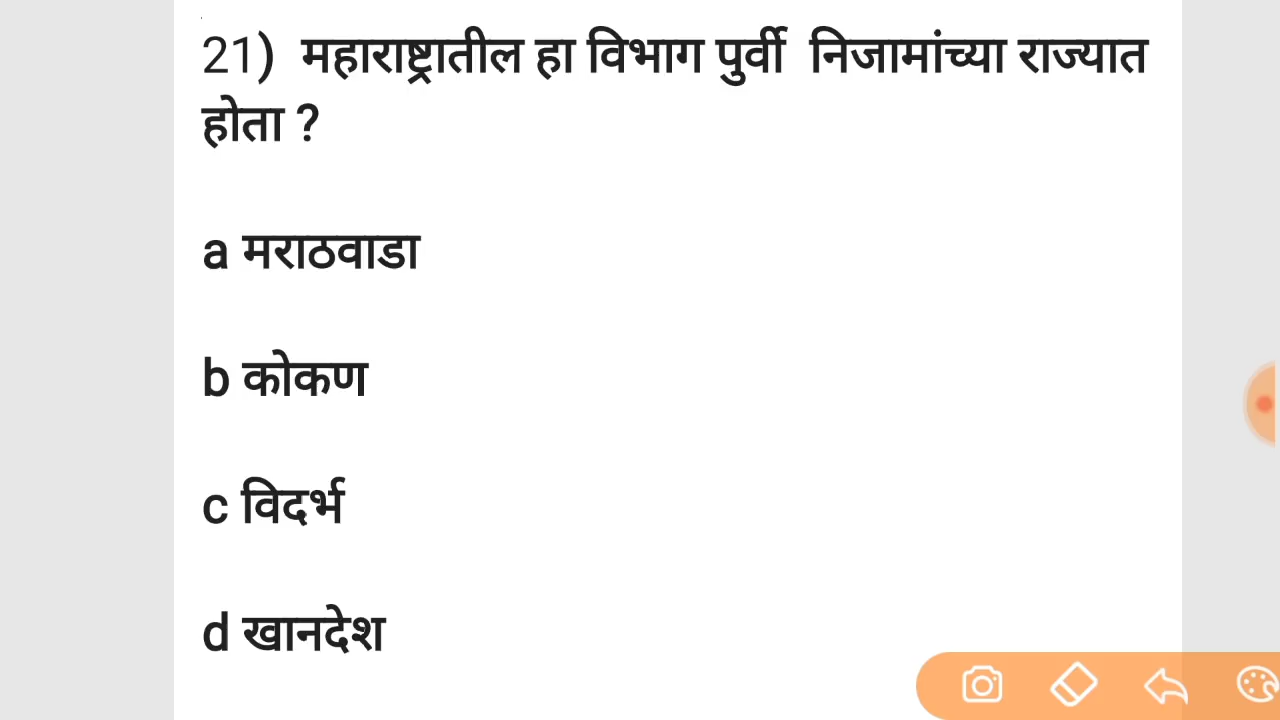 21) महाराष्ट्रातील हा विभाग पुर्वी निजामांच्या राज्यात
होता ?
a मराठवाडा
b कोकण
c विदर्भ
d खानदेश